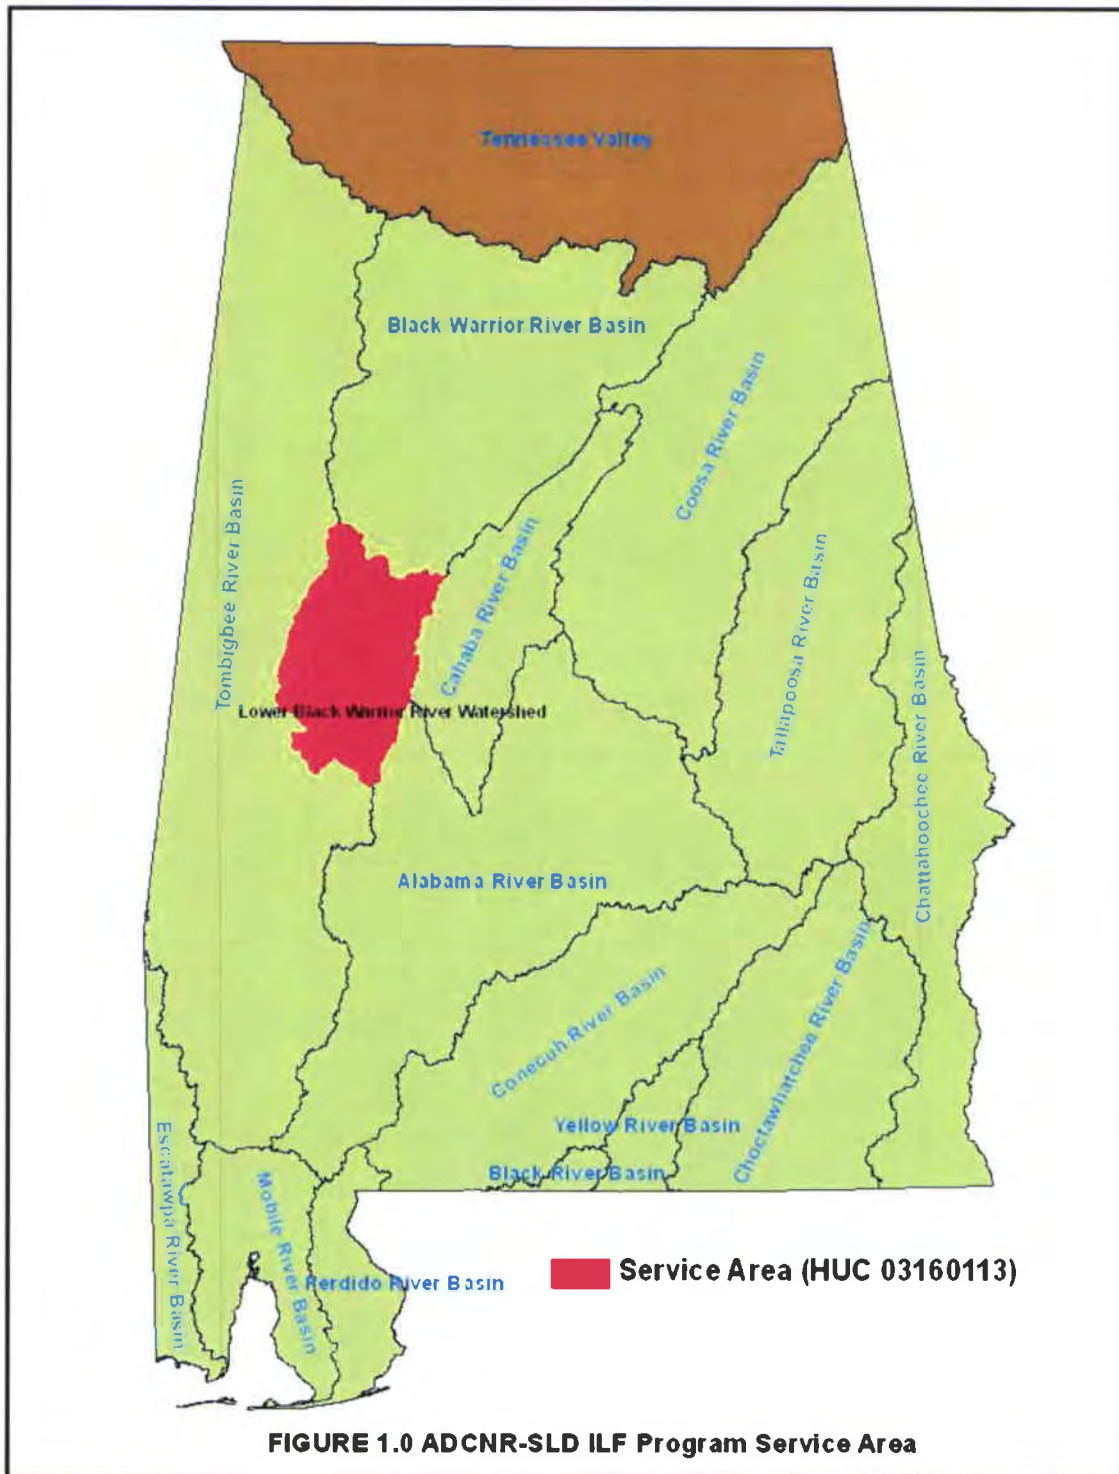 Tennessee Valley
Black Warrior River Basin
Coosa River Basin
Tombigbee River Basin
Cahaba River Basin
Tallapoosa River Basin
Chattahoochee River Basin
Lower Black Warrior River Watershed
Alabama River Basin
Conecuh River Basin
Choctawhatchee River Basin
Yellow River Basin
Black River Basin
Escatawpa River Basin
Mobile River Basin
Perdido River Basin
Service Area (HUC 03160113)
FIGURE 1.0 ADCNR-SLD ILF Program Service Area